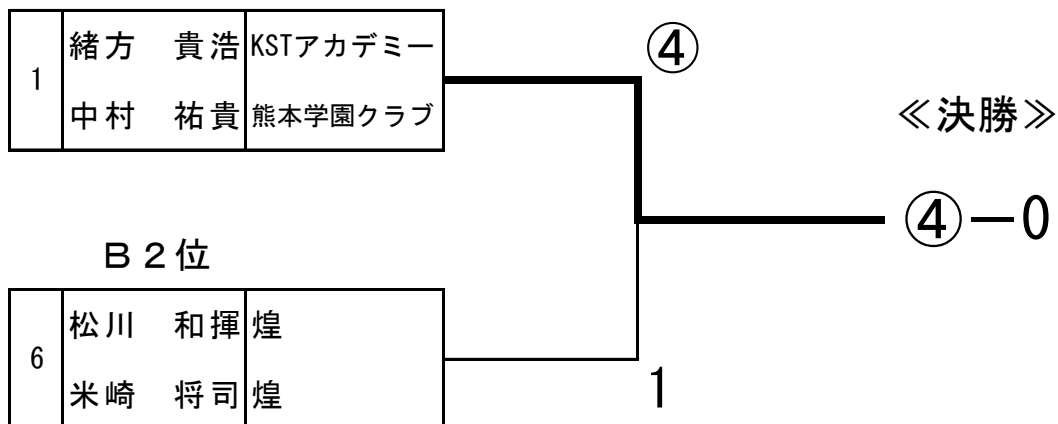 1 緒方　貴浩 KSTアカデミー
中村　祐貴 熊本学園クラブ
④
≪決勝≫
④－0
Ｂ２位
6 松川　和揮 煌
米崎　将司 煌
1